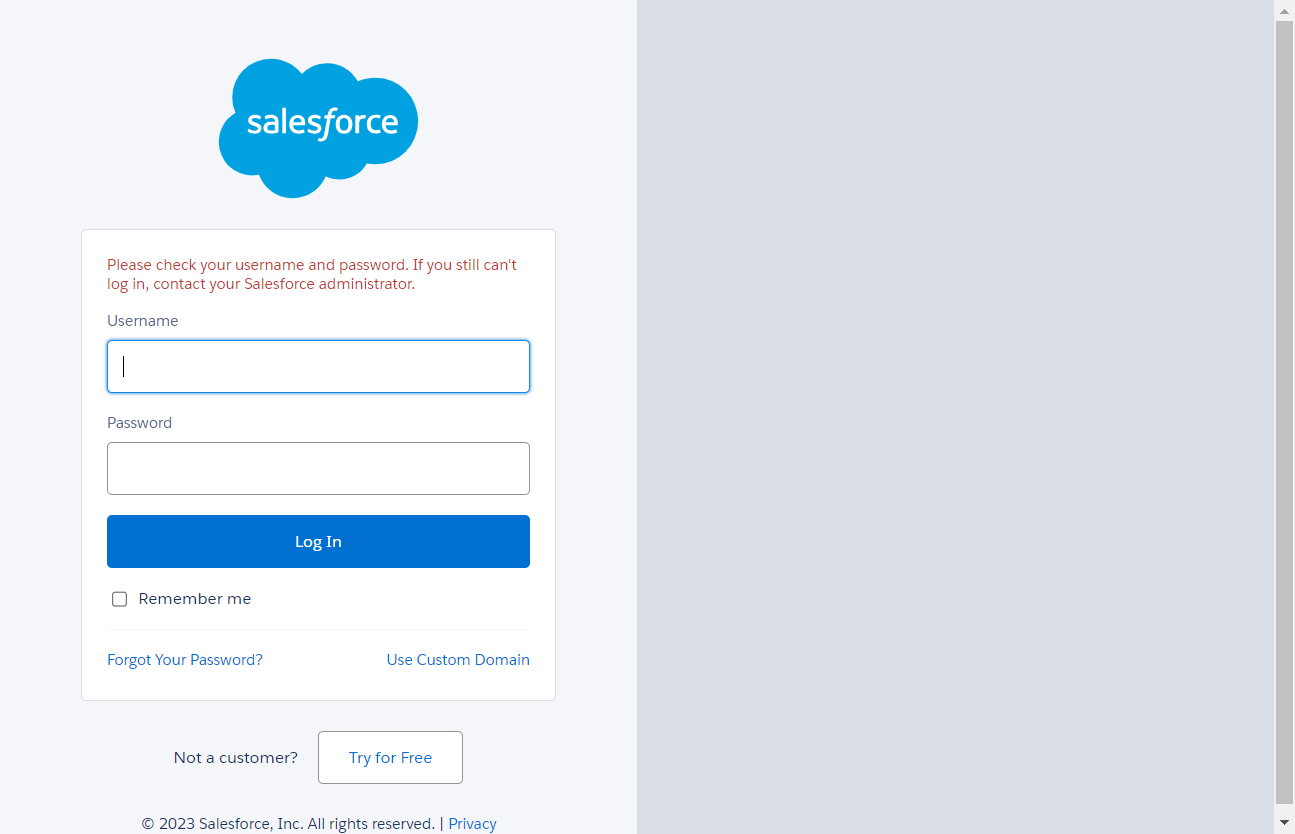 salesforce
Please check your username and password. If you still can't
log in, contact your Salesforce administrator.
Username
Password
Log In
Remember me
Forgot Your Password?
Use Custom Domain
Not a customer?
Try for Free
© 2023 Salesforce, Inc. All rights reserved. | Privacy